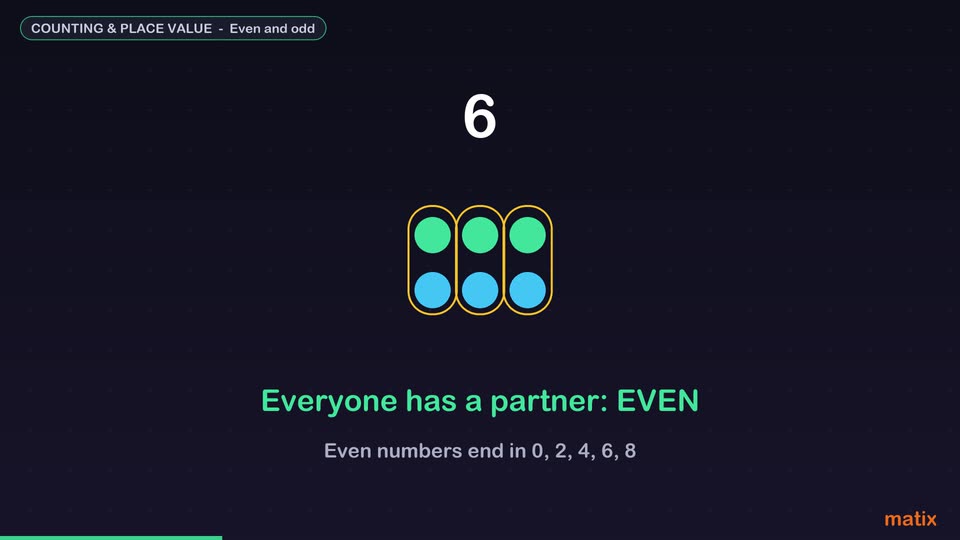 COUNTING & PLACE VALUE - Even and odd
6
Everyone has a partner: EVEN
Even numbers end in 0, 2, 4, 6, 8
matix